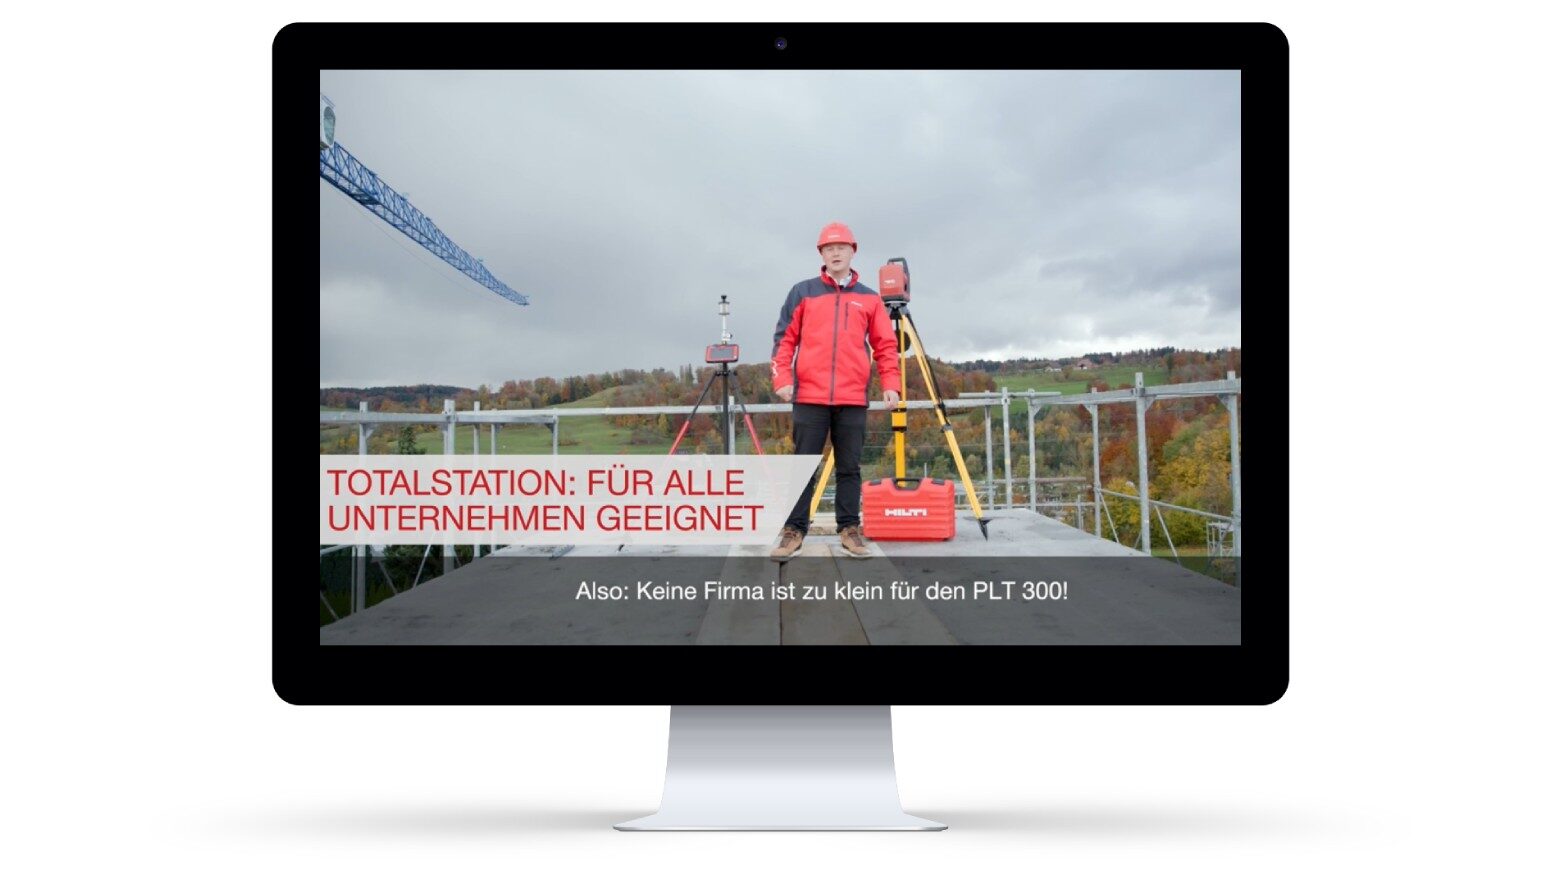 TOTALSTATION: FÜR ALLE
UNTERNEHMEN GEEIGNET
HILTI
Also: Keine Firma ist zu klein für den PLT 300!